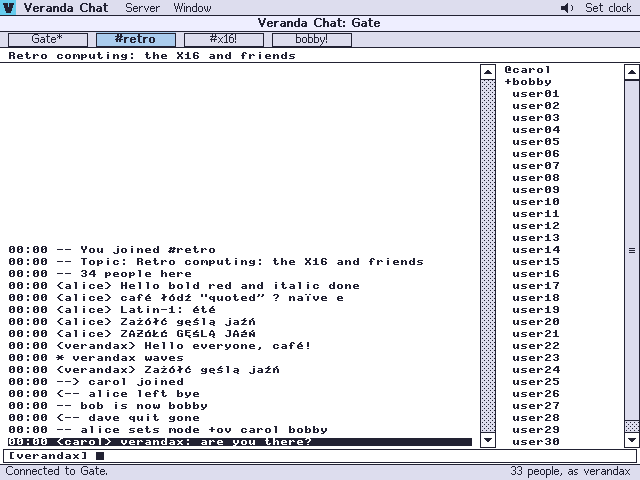 V Veranda Chat Server Window Set clock
Veranda Chat: Gate
Gate* #retro #x16! bobby!
Retro computing: the X16 and friends
00:00 -- You joined #retro
00:00 -- Topic: Retro computing: the X16 and friends
00:00 -- 34 people here
00:00 <alice> Hello bold red and italic done
00:00 <alice> café łódź "quoted" ? naïve e
00:00 <alice> Latin-1: été
00:00 <alice> Zażółć gęślą jaźń
00:00 <alice> ZAŻÓŁĆ GĘŚLĄ JAŹŃ
00:00 <verandax> Hello everyone, café!
00:00 * verandax waves
00:00 <verandax> Zażółć gęślą jaźń
00:00 --> carol joined
00:00 <-- alice left bye
00:00 -- bob is now bobby
00:00 <-- dave quit gone
00:00 -- alice sets mode +ov carol bobby
00:00 <carol> verandax: are you there?
@carol
+bobby
user01
user02
user03
user04
user05
user06
user07
user08
user09
user10
user11
user12
user13
user14
user15
user16
user17
user18
user19
user20
user21
user22
user23
user24
user25
user26
user27
user28
user29
user30
[verandax]
Connected to Gate. 33 people, as verandax